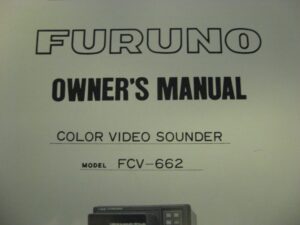 FURUNO
OWNER'S MANUAL
COLOR VIDEO SOUNDER
MODEL FCV-662